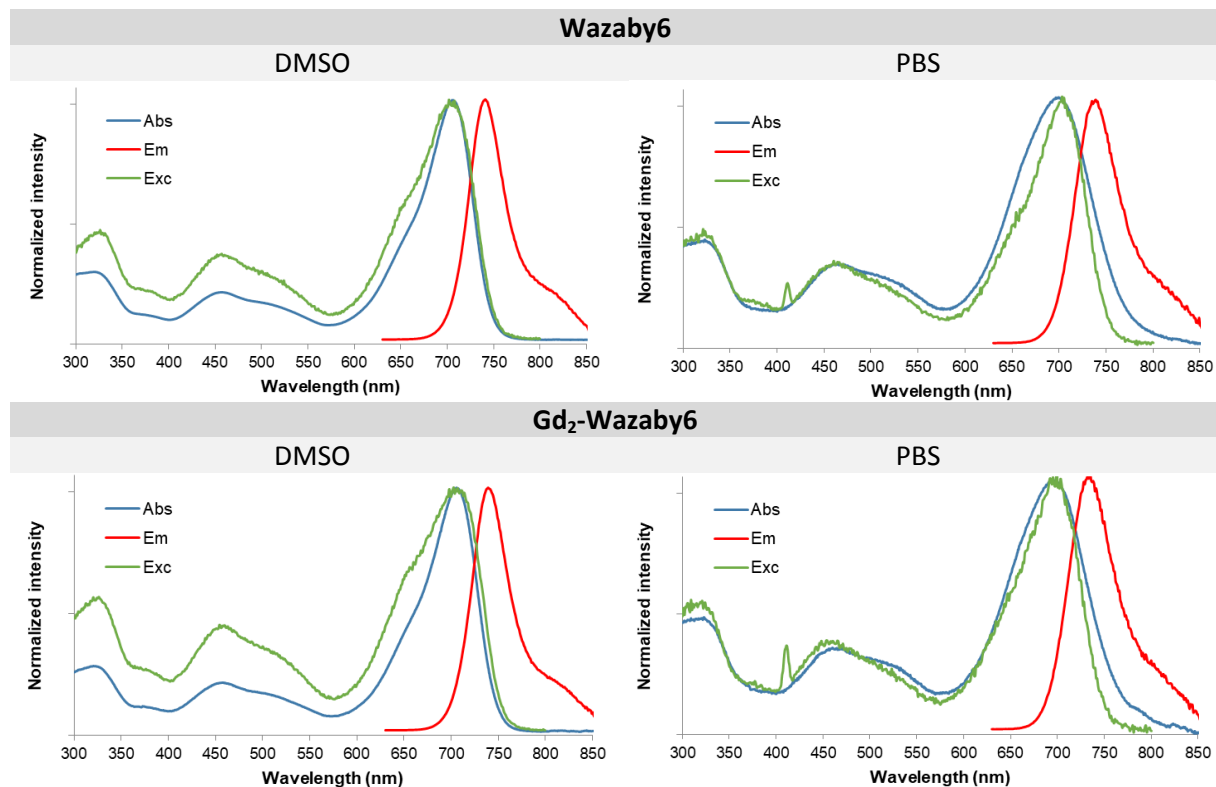 Wazaby6
DMSO PBS
Normalized intensity
Abs
Em
Exc
300 350 400 450 500 550 600 650 700 750 800 850
Wavelength (nm)
Normalized intensity
Abs
Em
Exc
300 350 400 450 500 550 600 650 700 750 800 850
Wavelength (nm)
Gd₂-Wazaby6
DMSO PBS
Normalized intensity
Abs
Em
Exc
300 350 400 450 500 550 600 650 700 750 800 850
Wavelength (nm)
Normalized intensity
Abs
Em
Exc
300 350 400 450 500 550 600 650 700 750 800 850
Wavelength (nm)